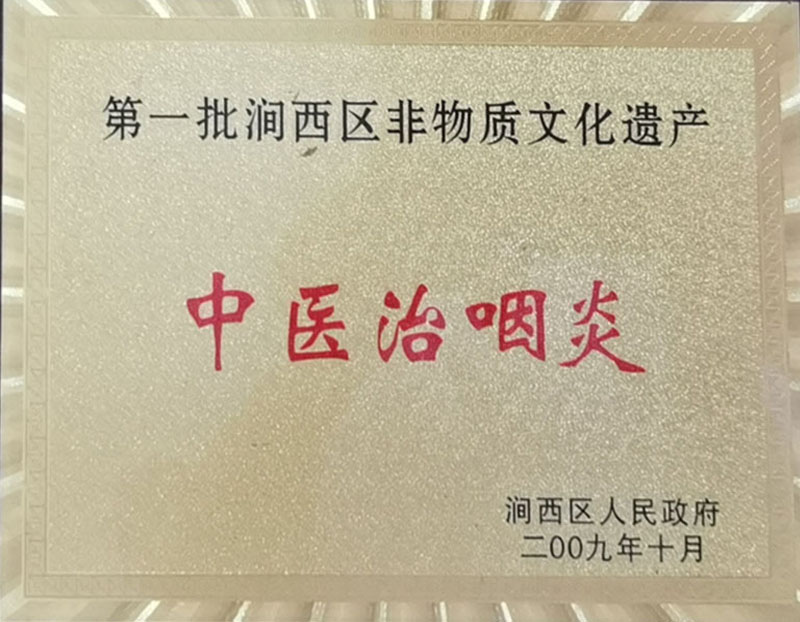 第一批涧西区非物质文化遗产
中医治咽炎
涧西区人民政府
二00九年十月